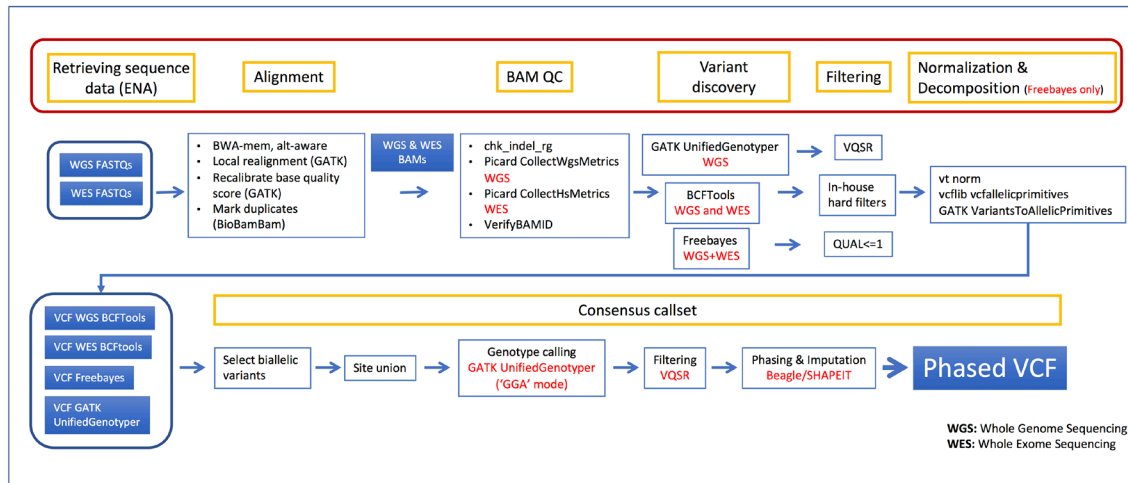 Retrieving sequence
data (ENA)
Alignment
BAM QC
Variant
discovery
Filtering
Normalization &
Decomposition (Freebayes only)
WGS FASTQs
WES FASTQs
• BWA-mem, alt-aware
• Local realignment (GATK)
• Recalibrate base quality
score (GATK)
• Mark duplicates
(BioBamBam)
WGS & WES
BAMs
• chk_indel_rg
• Picard CollectWgsMetrics
WGS
• Picard CollectHsMetrics
WES
• VerifyBAMID
GATK UnifiedGenotyper
WGS
BCFTools
WGS and WES
Freebayes
WGS+WES
VQSR
In-house
hard filters
QUAL<=1
vt norm
vcflib vcfallelicprimitives
GATK VariantsToAllelicPrimitives
VCF WGS BCFTools
VCF WES BCFtools
VCF Freebayes
VCF GATK
UnifiedGenotyper
Consensus callset
Select biallelic
variants
Site union
Genotype calling
GATK UnifiedGenotyper
('GGA' mode)
Filtering
VQSR
Phasing & Imputation
Beagle/SHAPEIT
Phased VCF
WGS: Whole Genome Sequencing
WES: Whole Exome Sequencing